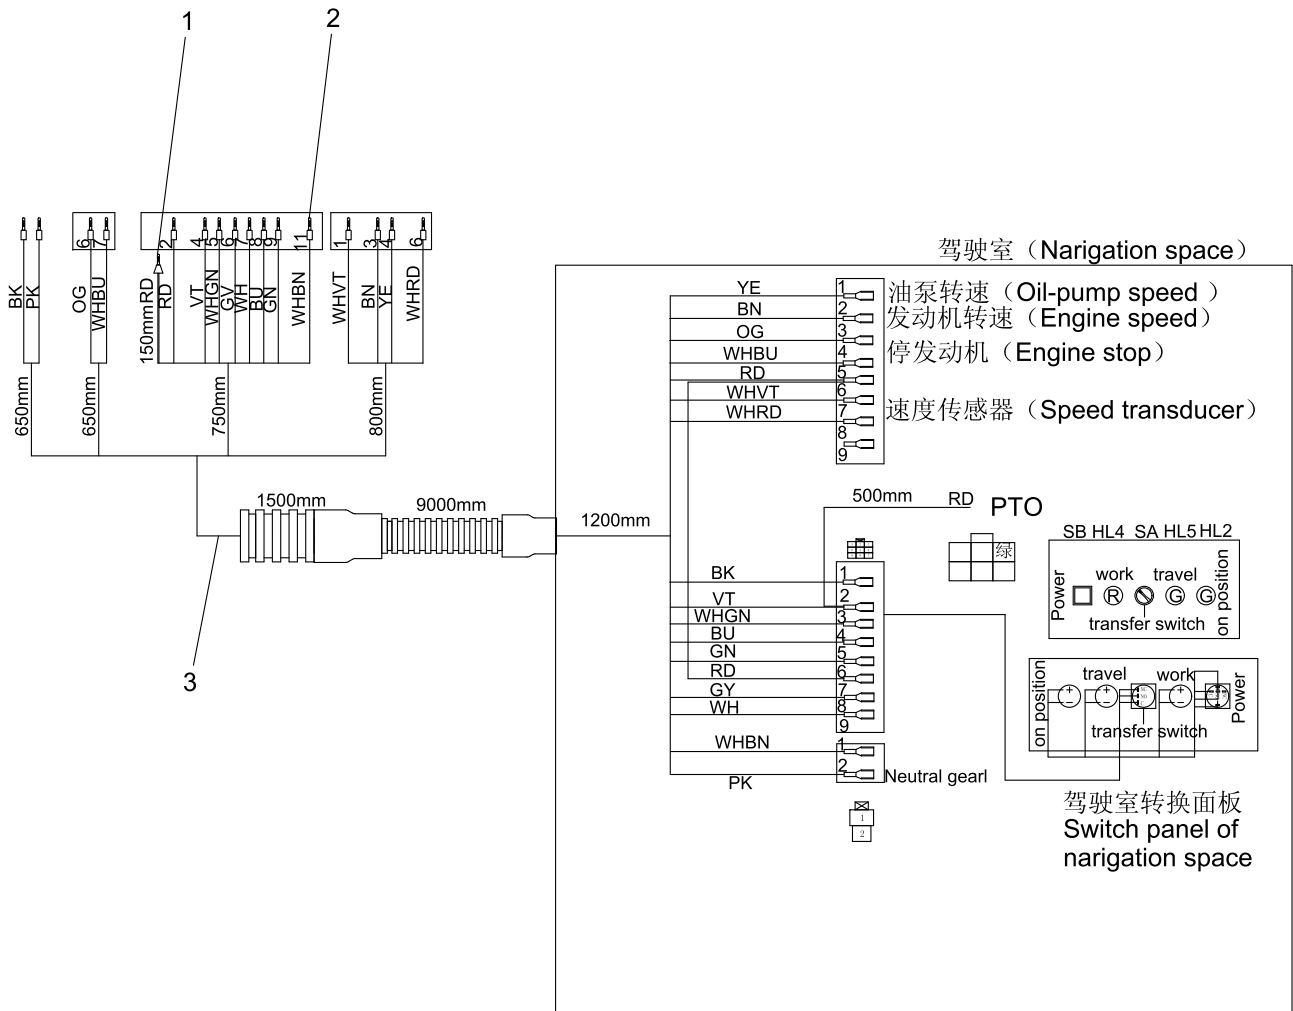 1
2
BK
PK
650mm
6
7
OG
WHBU
650mm
150mmRD
2
4
5
6
7
8
9
11
RD
VT
WHGN
GV
WH
BU
GN
WHBN
750mm
1
3
4
6
WHVT
BN
YE
WHRD
800mm
1500mm
9000mm
1200mm
3
驾驶室（Narigation space）
YE
BN
OG
WHBU
RD
WHVT
WHRD
1
2
3
4
5
6
7
8
9
油泵转速（Oil-pump speed ）
发动机转速（Engine speed）
停发动机（Engine stop）
速度传感器（Speed transducer）
500mm
RD
PTO
绿
BK
VT
WHGN
BU
GN
RD
GY
WH
1
2
3
4
5
6
7
8
9
WHBN
PK
1
2
Neutral gearl
1
2
SB HL4 SA HL5 HL2
Power
work
travel
R
G
G
on position
transfer switch
on position
travel
work
Power
transfer switch
驾驶室转换面板
Switch panel of
narigation space